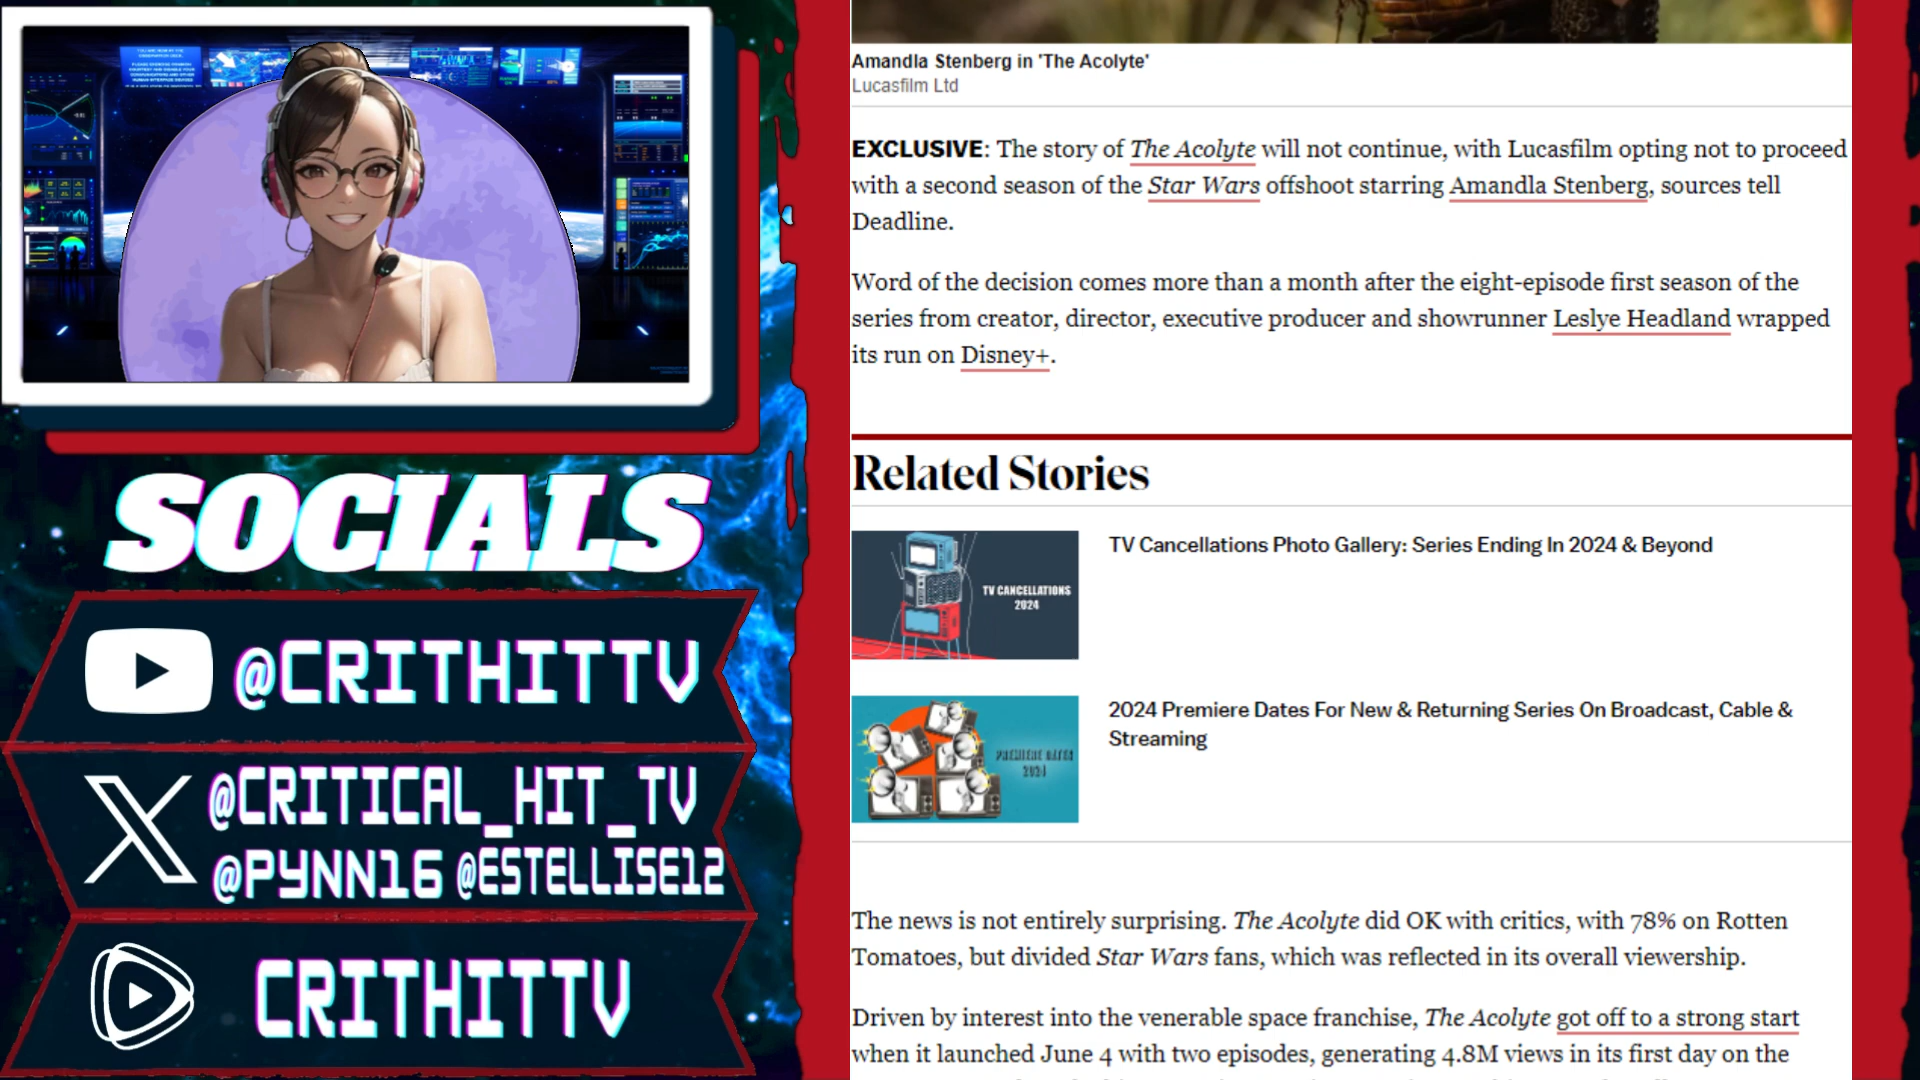 SOCIALS
@CRITHITTV
@CRITICAL_HIT_TV
@PYNN16 @ESTELLISE12
CRITHITTV
Amandla Stenberg in 'The Acolyte'
Lucasfilm Ltd
EXCLUSIVE: The story of The Acolyte will not continue, with Lucasfilm opting not to proceed
with a second season of the Star Wars offshoot starring Amandla Stenberg, sources tell
Deadline.
Word of the decision comes more than a month after the eight-episode first season of the
series from creator, director, executive producer and showrunner Leslye Headland wrapped
its run on Disney+.
Related Stories
TV CANCELLATIONS
2024
TV Cancellations Photo Gallery: Series Ending In 2024 & Beyond
PREMIERE DATES
2024
2024 Premiere Dates For New & Returning Series On Broadcast, Cable &
Streaming
The news is not entirely surprising. The Acolyte did OK with critics, with 78% on Rotten
Tomatoes, but divided Star Wars fans, which was reflected in its overall viewership.
Driven by interest into the venerable space franchise, The Acolyte got off to a strong start
when it launched June 4 with two episodes, generating 4.8M views in its first day on the